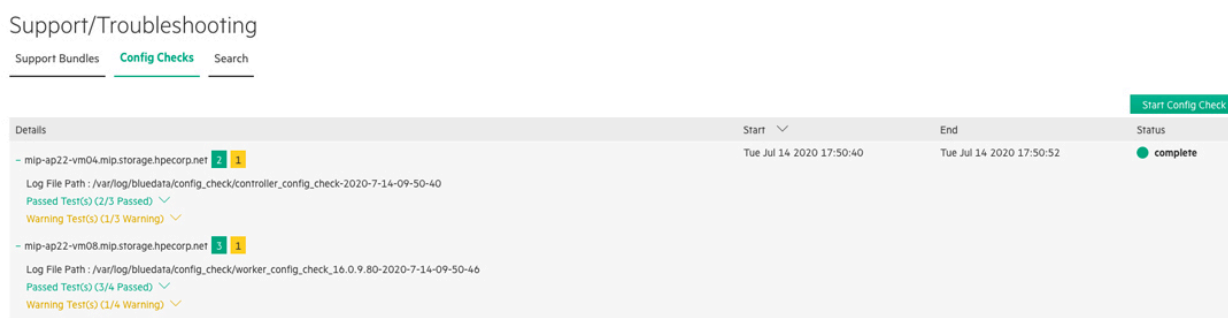 Support/Troubleshooting
Support Bundles Config Checks Search
Start Config Check
Details Start End Status
– mip-ap22-vm04.mip.storage.hpecorp.net 2 1 Tue Jul 14 2020 17:50:40 Tue Jul 14 2020 17:50:52 complete
Log File Path : /var/log/bluedata/config_check/controller_config_check-2020-7-14-09-50-40
Passed Test(s) (2/3 Passed)
Warning Test(s) (1/3 Warning)
– mip-ap22-vm08.mip.storage.hpecorp.net 3 1
Log File Path : /var/log/bluedata/config_check/worker_config_check_16.0.9.80-2020-7-14-09-50-46
Passed Test(s) (3/4 Passed)
Warning Test(s) (1/4 Warning)